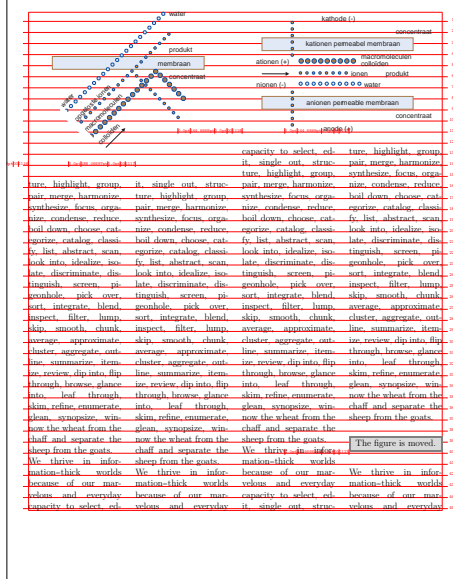 water
produkt
membraan
concentraat
water
opgeloste ionen
macromoleculen
colloiden
kathode (-)
concentraat
kationen permeabel membraan
macromoleculen
ationen (+) colloiden
ionen produkt
nionen (-) water
anionen permeable membraan
concentraat
anode (+)
ture, highlight, group,
pair, merge, harmonize,
synthesize, focus, orga-
nize, condense, reduce,
boil down, choose, cat-
egorize, catalog, classi-
fy, list, abstract, scan,
look into, idealize, iso-
late, discriminate, dis-
tinguish, screen, pi-
geonhole, pick over,
sort, integrate, blend,
inspect, filter, lump,
skip, smooth, chunk,
average, approximate,
cluster, aggregate, out-
line, summarize, item-
ize, review, dip into, flip
through, browse, glance
into, leaf through,
skim, refine, enumerate,
glean, synopsize, win-
now the wheat from the
chaff and separate the
sheep from the goats.
We thrive in infor-
mation=thick worlds
because of our mar-
velous and everyday
capacity to select, ed-
it, single out, struc-
ture, highlight, group,
pair, merge, harmonize,
synthesize, focus, orga-
nize, condense, reduce,
boil down, choose, cat-
egorize, catalog, classi-
fy, list, abstract, scan,
look into, idealize, iso-
late, discriminate, dis-
tinguish, screen, pi-
geonhole, pick over,
sort, integrate, blend,
inspect, filter, lump,
skip, smooth, chunk,
average, approximate,
cluster, aggregate, out-
line, summarize, item-
ize, review, dip into, flip
through, browse, glance
into, leaf through,
skim, refine, enumerate,
glean, synopsize, win-
now the wheat from the
chaff and separate the
sheep from the goats.
We thrive in infor-
mation=thick worlds
because of our mar-
velous and everyday
capacity to select, ed-
it, single out, struc-
ture, highlight, group,
pair, merge, harmonize,
synthesize, focus, orga-
nize, condense, reduce,
boil down, choose, cat-
egorize, catalog, classi-
fy, list, abstract, scan,
look into, idealize, iso-
late, discriminate, dis-
tinguish, screen, pi-
geonhole, pick over,
sort, integrate, blend,
inspect, filter, lump,
skip, smooth, chunk,
average, approximate,
cluster, aggregate, out-
line, summarize, item-
ize, review, dip into, flip
through, browse, glance
into, leaf through,
skim, refine, enumerate,
glean, synopsize, win-
now the wheat from the
chaff and separate the
sheep from the goats.
We thrive in infor-
mation=thick worlds
because of our mar-
velous and everyday
capacity to select, ed-
it, single out, struc-
ture, highlight, group,
pair, merge, harmonize,
synthesize, focus, orga-
nize, condense, reduce,
boil down, choose, cat-
egorize, catalog, classi-
fy, list, abstract, scan,
look into, idealize, iso-
late, discriminate, dis-
tinguish, screen, pi-
geonhole, pick over,
sort, integrate, blend,
inspect, filter, lump,
skip, smooth, chunk,
average, approximate,
cluster, aggregate, out-
line, summarize, item-
ize, review, dip into, flip
through, browse, glance
into, leaf through,
skim, refine, enumerate,
glean, synopsize, win-
now the wheat from the
chaff and separate the
sheep from the goats.
The figure is moved.
We thrive in infor-
mation=thick worlds
because of our mar-
velous and everyday